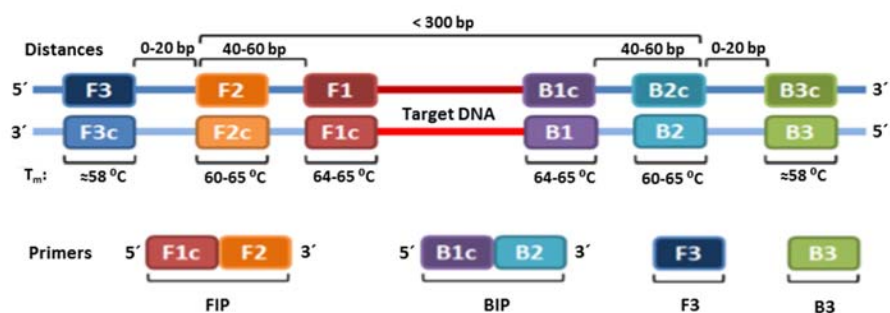 < 300 bp
Distances 0-20 bp 40-60 bp 40-60 bp 0-20 bp
5´ F3 F2 F1 B1c B2c B3c 3´
Target DNA
3´ F3c F2c F1c B1 B2 B3 5´
Tm: ≈58 ⁰C 60-65 ⁰C 64-65 ⁰C 64-65 ⁰C 60-65 ⁰C ≈58 ⁰C
Primers 5´ F1c F2 3´ 5´ B1c B2 3´ F3 B3
FIP BIP F3 B3